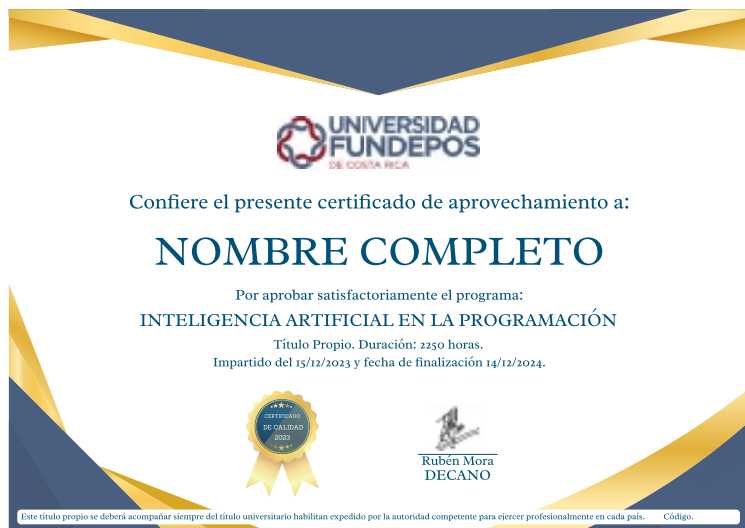 UNIVERSIDAD
FUNDEPOS
DE COSTA RICA
Confiere el presente certificado de aprovechamiento a:
NOMBRE COMPLETO
Por aprobar satisfactoriamente el programa:
INTELIGENCIA ARTIFICIAL EN LA PROGRAMACIÓN
Título Propio. Duración: 2250 horas.
Impartido del 15/12/2023 y fecha de finalización 14/12/2024.
CERTIFICADO
DE CALIDAD
2023
Rubén Mora
DECANO
Este título propio se deberá acompañar siempre del título universitario habilitan expedido por la autoridad competente para ejercer profesionalmente en cada país. Código.